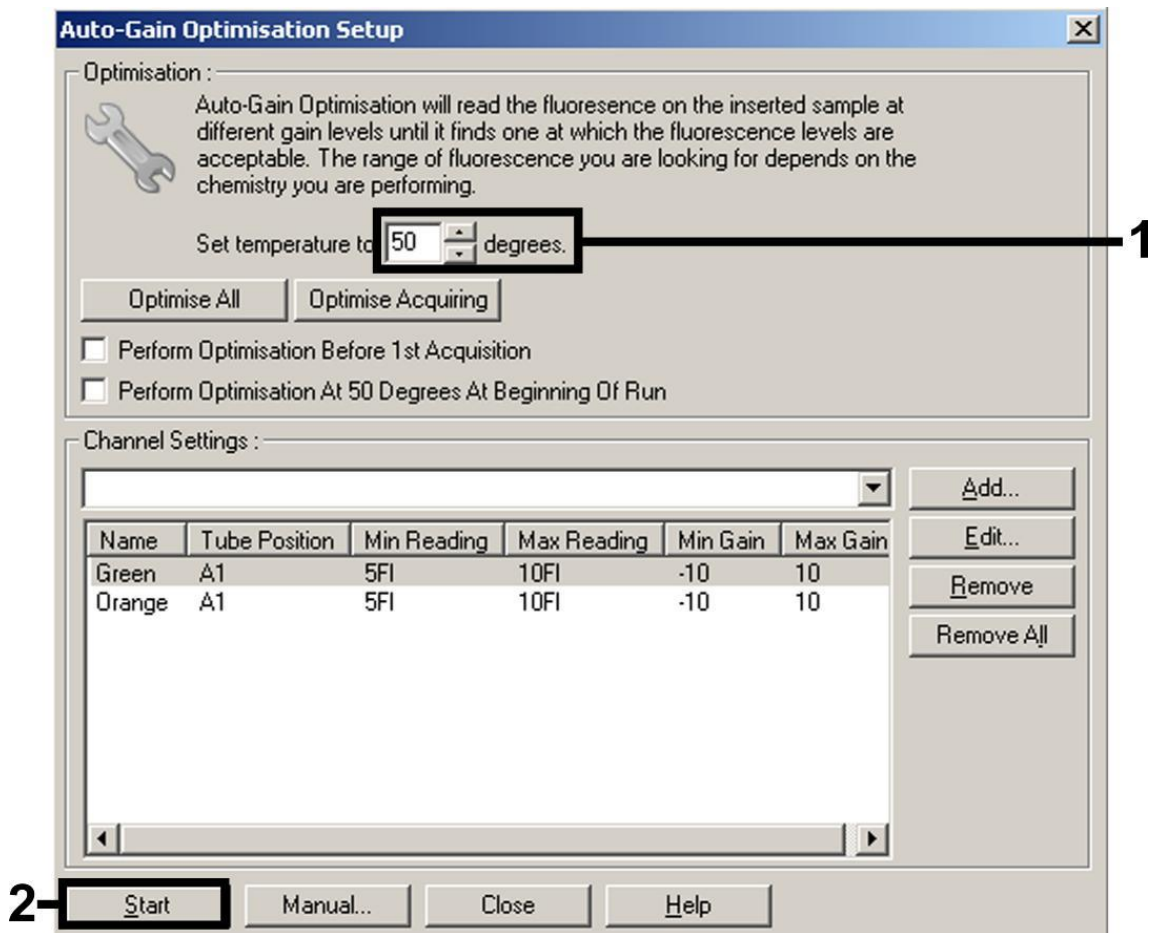 Auto-Gain Optimisation Setup
Optimisation :
Auto-Gain Optimisation will read the fluoresence on the inserted sample at
different gain levels until it finds one at which the fluorescence levels are
acceptable. The range of fluorescence you are looking for depends on the
chemistry you are performing.
Set temperature to 50 degrees.
1
Optimise All Optimise Acquiring
Perform Optimisation Before 1st Acquisition
Perform Optimisation At 50 Degrees At Beginning Of Run
Channel Settings :
Add...
Name Tube Position Min Reading Max Reading Min Gain Max Gain
Edit...
Green A1 5Fl 10Fl -10 10
Remove
Orange A1 5Fl 10Fl -10 10
Remove All
2
Start Manual... Close Help